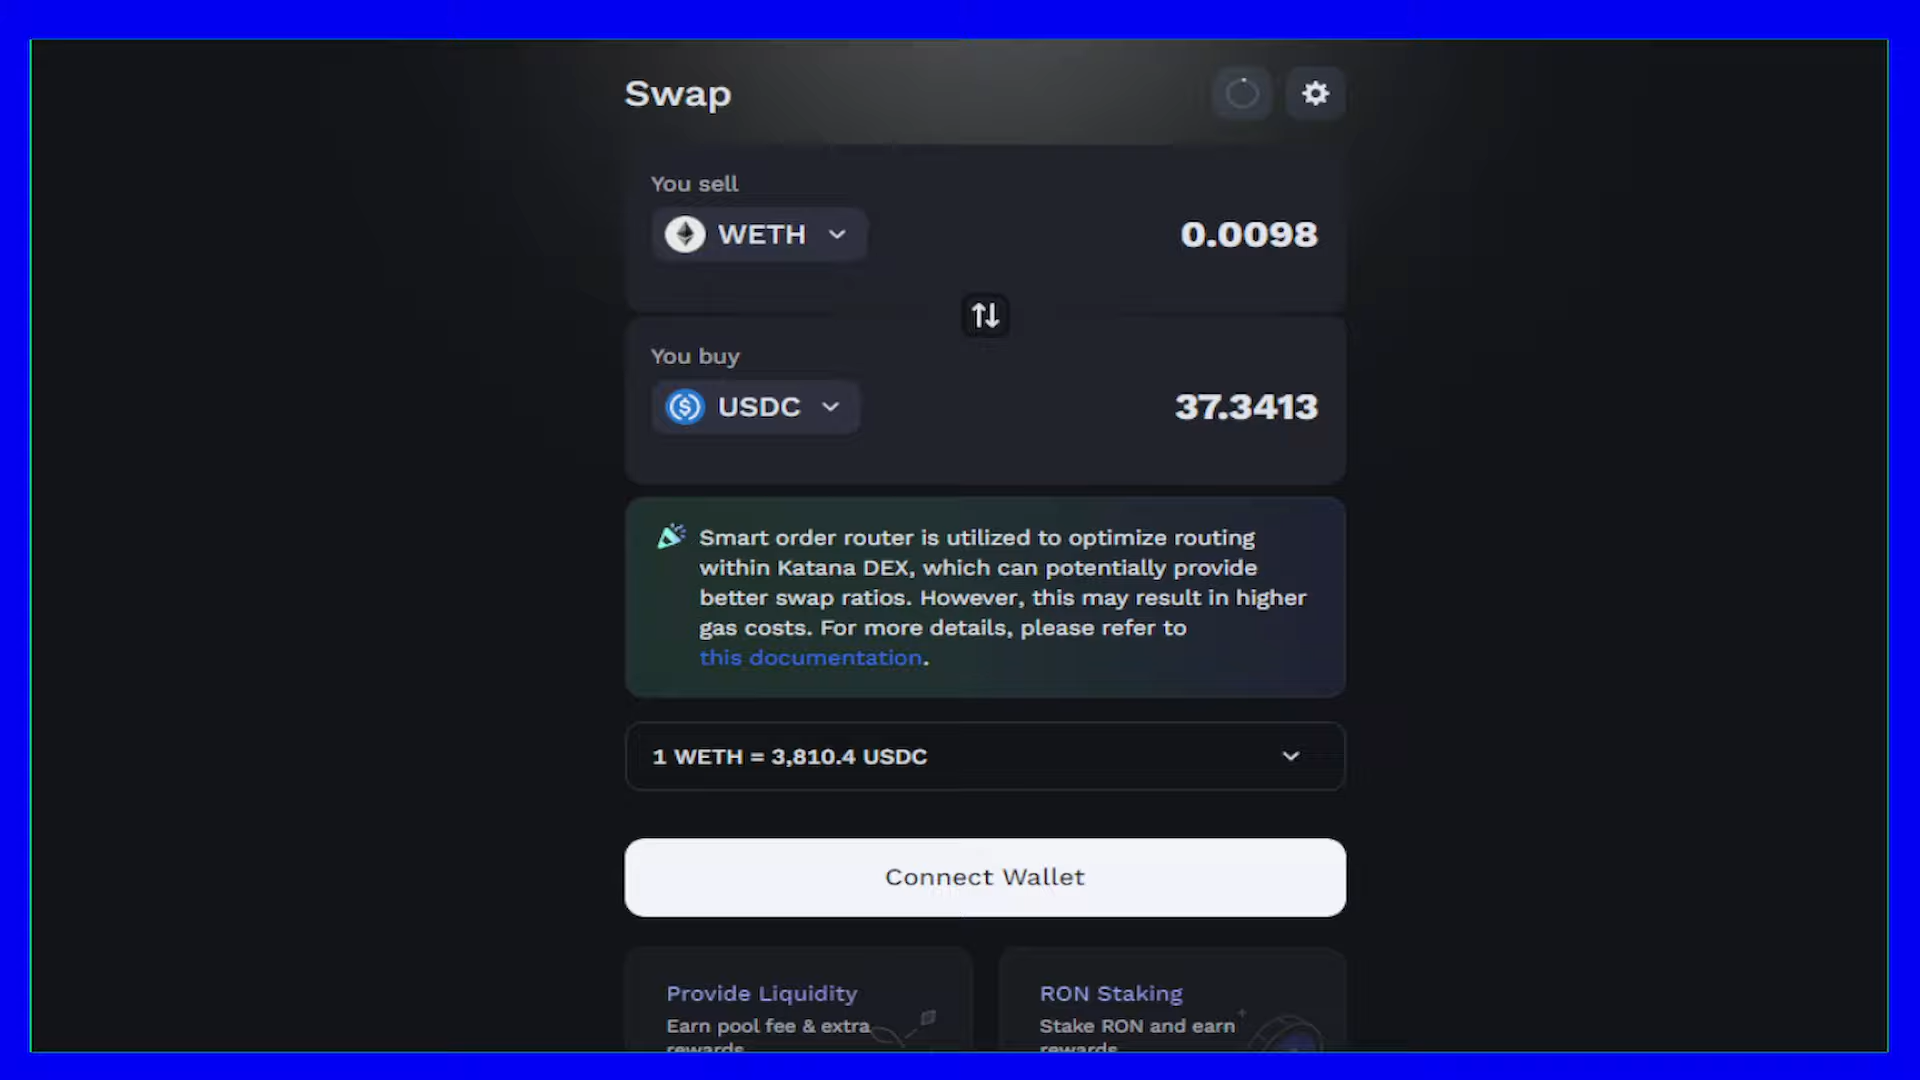 Swap
You sell
WETH
0.0098
You buy
USDC
37.3413
Smart order router is utilized to optimize routing
within Katana DEX, which can potentially provide
better swap ratios. However, this may result in higher
gas costs. For more details, please refer to
this documentation.
1 WETH = 3,810.4 USDC
Connect Wallet
Provide Liquidity
Earn pool fee & extra
rewards
RON Staking
Stake RON and earn
rewards